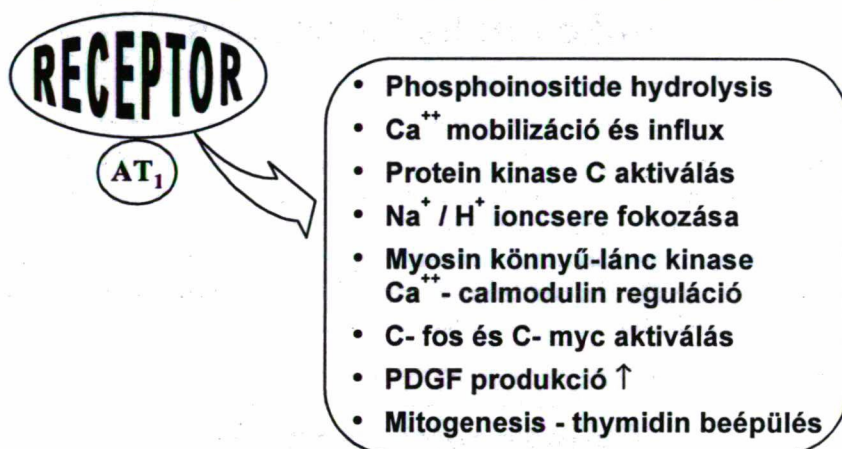 RECEPTOR
AT₁
• Phosphoinositide hydrolysis
• Ca⁺⁺ mobilizáció és influx
• Protein kinase C aktiválás
• Na⁺ / H⁺ ioncsere fokozása
• Myosin könnyű-lánc kinase
Ca⁺⁺- calmodulin reguláció
• C- fos és C- myc aktiválás
• PDGF produkció ↑
• Mitogenesis - thymidin beépülés